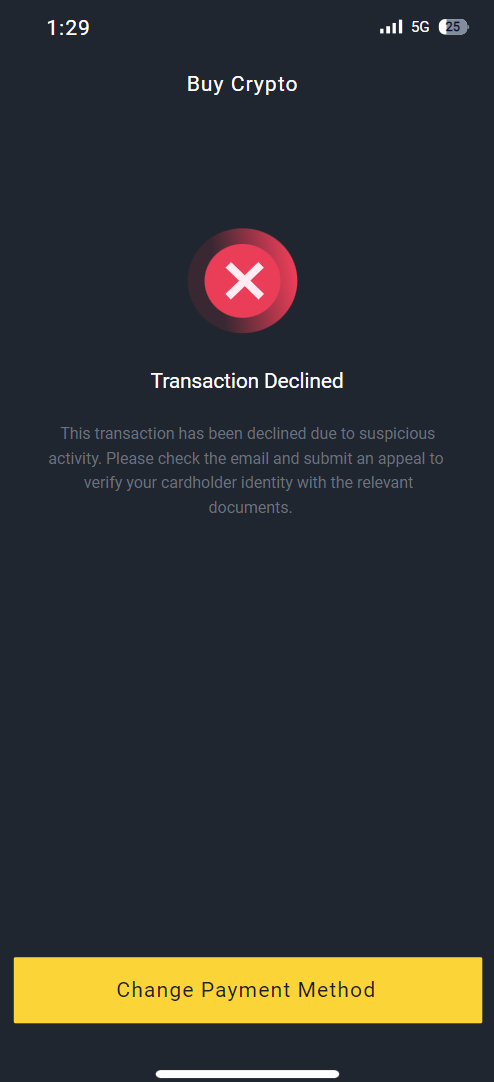 1:29
5G
25
Buy Crypto
Transaction Declined
This transaction has been declined due to suspicious
activity. Please check the email and submit an appeal to
verify your cardholder identity with the relevant
documents.
Change Payment Method